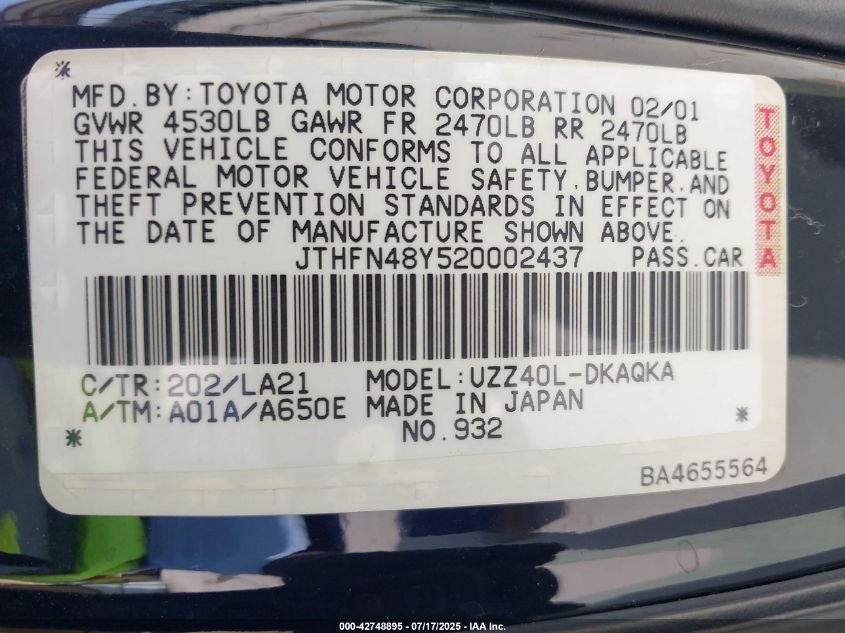 MFD. BY: TOYOTA MOTOR CORPORATION 02/01
GVWR 4530LB GAWR FR 2470LB RR 2470LB
THIS VEHICLE CONFORMS TO ALL APPLICABLE
FEDERAL MOTOR VEHICLE SAFETY, BUMPER, AND
THEFT PREVENTION STANDARDS IN EFFECT ON
THE DATE OF MANUFACTURE SHOWN ABOVE.
JTHFN48Y520002437 PASS. CAR
TOYOTA
C/TR: 202/LA21 MODEL: UZZ40L-DKAQKA
A/TM: A01A/A650E MADE IN JAPAN
NO. 932
BA4655564
000-42748895 - 07/17/2025 - IAA Inc.